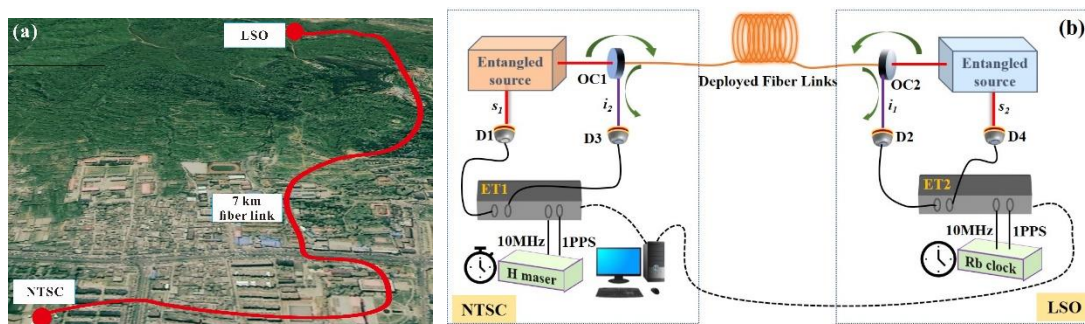 (a)
LSO
7 km
fiber link
NTSC
(b)
Entangled
source
OC1
Deployed Fiber Links
OC2
Entangled
source
s1
i2
i1
s2
D1
D3
D2
D4
ET1
ET2
10MHz
1PPS
10MHz
1PPS
H maser
Rb clock
NTSC
LSO